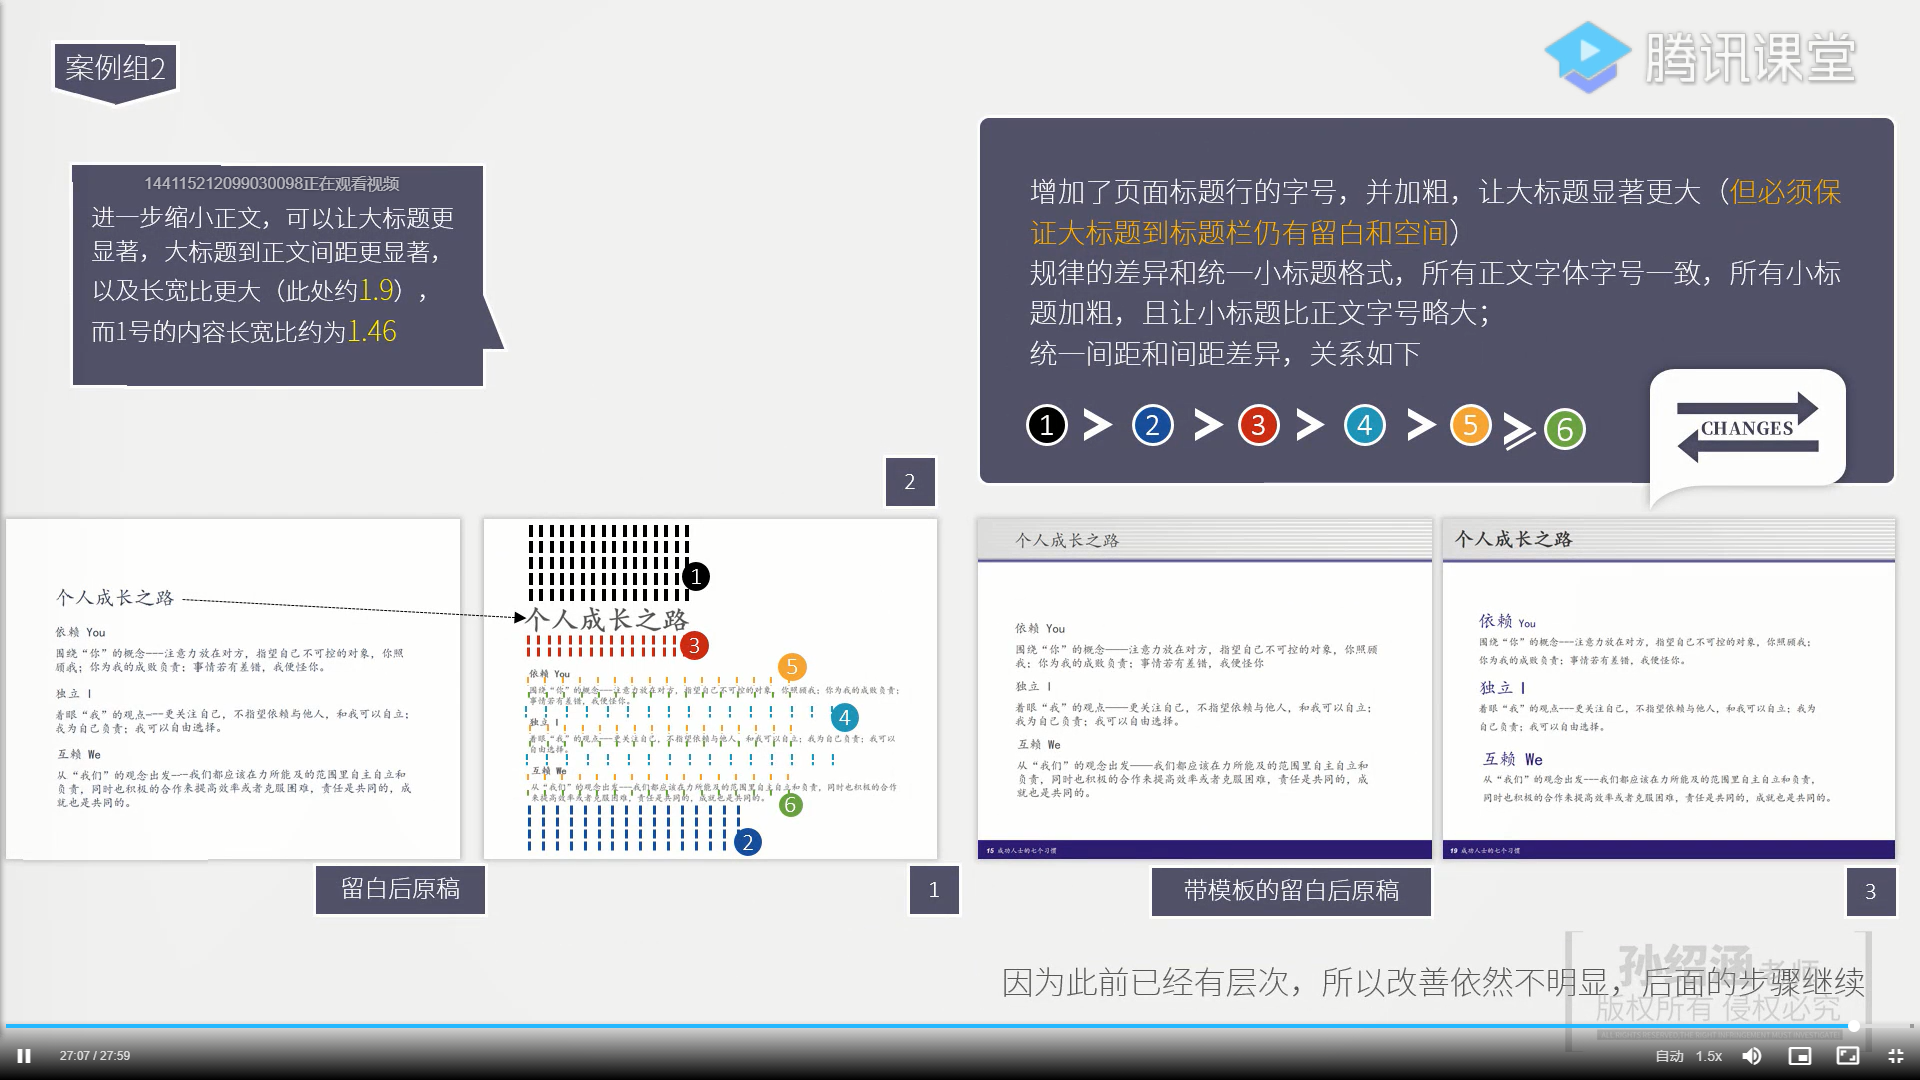 案例组2
腾讯课堂
144115212099030098正在观看视频
进一步缩小正文，可以让大标题更
显著，大标题到正文间距更显著，
以及长宽比更大（此处约1.9），
而1号的内容长宽比约为1.46
增加了页面标题行的字号，并加粗，让大标题显著更大（但必须保
证大标题到标题栏仍有留白和空间）
规律的差异和统一小标题格式，所有正文字体字号一致，所有小标
题加粗，且让小标题比正文字号略大；
统一间距和间距差异，关系如下
1 > 2 > 3 > 4 > 5 ⩾ 6
CHANGES
2
个人成长之路
依赖 You
围绕“你”的概念---注意力放在对方，指望自己不可控的对象，你照
顾我；你为我的成败负责；事情若有差错，我便怪你。
独立 I
着眼“我”的观点---更关注自己，不指望依赖与他人，和我可以自立；
我为自己负责；我可以自由选择。
互赖 We
从“我们”的观念出发---我们都应该在力所能及的范围里自主自立和
负责，同时也积极的合作来提高效率或者克服困难，责任是共同的，成
就也是共同的。
留白后原稿
1
个人成长之路
3
5
依赖 You
围绕“你”的概念---注意力放在对方，指望自己不可控的对象，你照顾我；你为我的成败负责；
事情若有差错，我便怪你。
4
独立 I
着眼“我”的观点---更关注自己，不指望依赖与他人，和我可以自立；我为自己负责；我可以
自由选择。
互赖 We
从“我们”的观念出发---我们都应该在力所能及的范围里自主自立和负责，同时也积极的合作
来提高效率或者克服困难，责任是共同的，成就也是共同的。
6
2
1
个人成长之路
依赖 You
围绕“你”的概念——注意力放在对方，指望自己不可控的对象，你照顾
我；你为我的成败负责；事情若有差错，我便怪你
独立 I
着眼“我”的观点——更关注自己，不指望依赖与他人，和我可以自立；
我为自己负责；我可以自由选择。
互赖 We
从“我们”的观念出发——我们都应该在力所能及的范围里自主自立和
负责，同时也积极的合作来提高效率或者克服困难，责任是共同的，成
就也是共同的。
15 成功人士的七个习惯
带模板的留白后原稿
个人成长之路
依赖 You
围绕“你”的概念---注意力放在对方，指望自己不可控的对象，你照顾我；
你为我的成败负责；事情若有差错，我便怪你。
独立 I
着眼“我”的观点---更关注自己，不指望依赖与他人，和我可以自立；我为
自己负责；我可以自由选择。
互赖 We
从“我们”的观念出发---我们都应该在力所能及的范围里自主自立和负责，
同时也积极的合作来提高效率或者克服困难，责任是共同的，成就也是共同的。
19 成功人士的七个习惯
3
孙绍涵老师
因为此前已经有层次，所以改善依然不明显，后面的步骤继续
版权所有 侵权必究
27:07 / 27:59
自动 1.5x